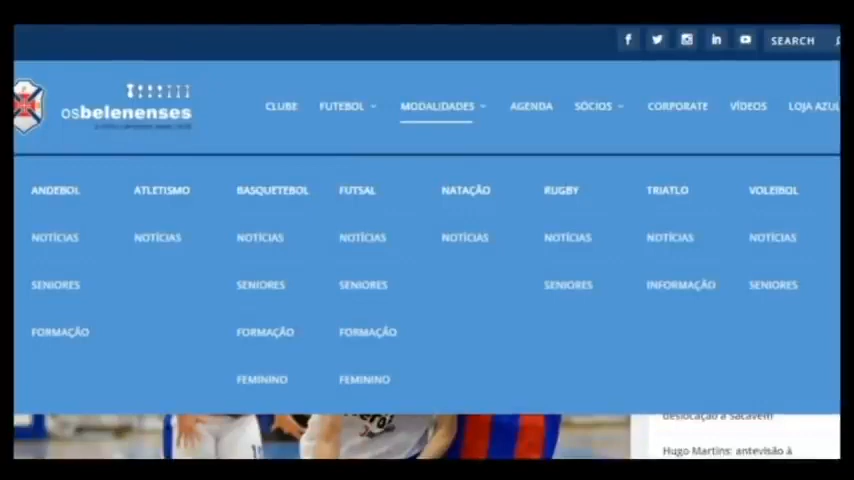 SEARCH
osbelenenses
CLUBE FUTEBOL MODALIDADES AGENDA SÓCIOS CORPORATE VÍDEOS LOJA AZUL
ANDEBOL ATLETISMO BASQUETEBOL FUTSAL NATAÇÃO RUGBY TRIATLO VOLEIBOL
NOTÍCIAS NOTÍCIAS NOTÍCIAS NOTÍCIAS NOTÍCIAS NOTÍCIAS NOTÍCIAS NOTÍCIAS
SENIORES SENIORES SENIORES SENIORES INFORMAÇÃO SENIORES
FORMAÇÃO FORMAÇÃO FORMAÇÃO
FEMININO FEMININO
deslocação a Sacavém
Hugo Martins: antevisão à